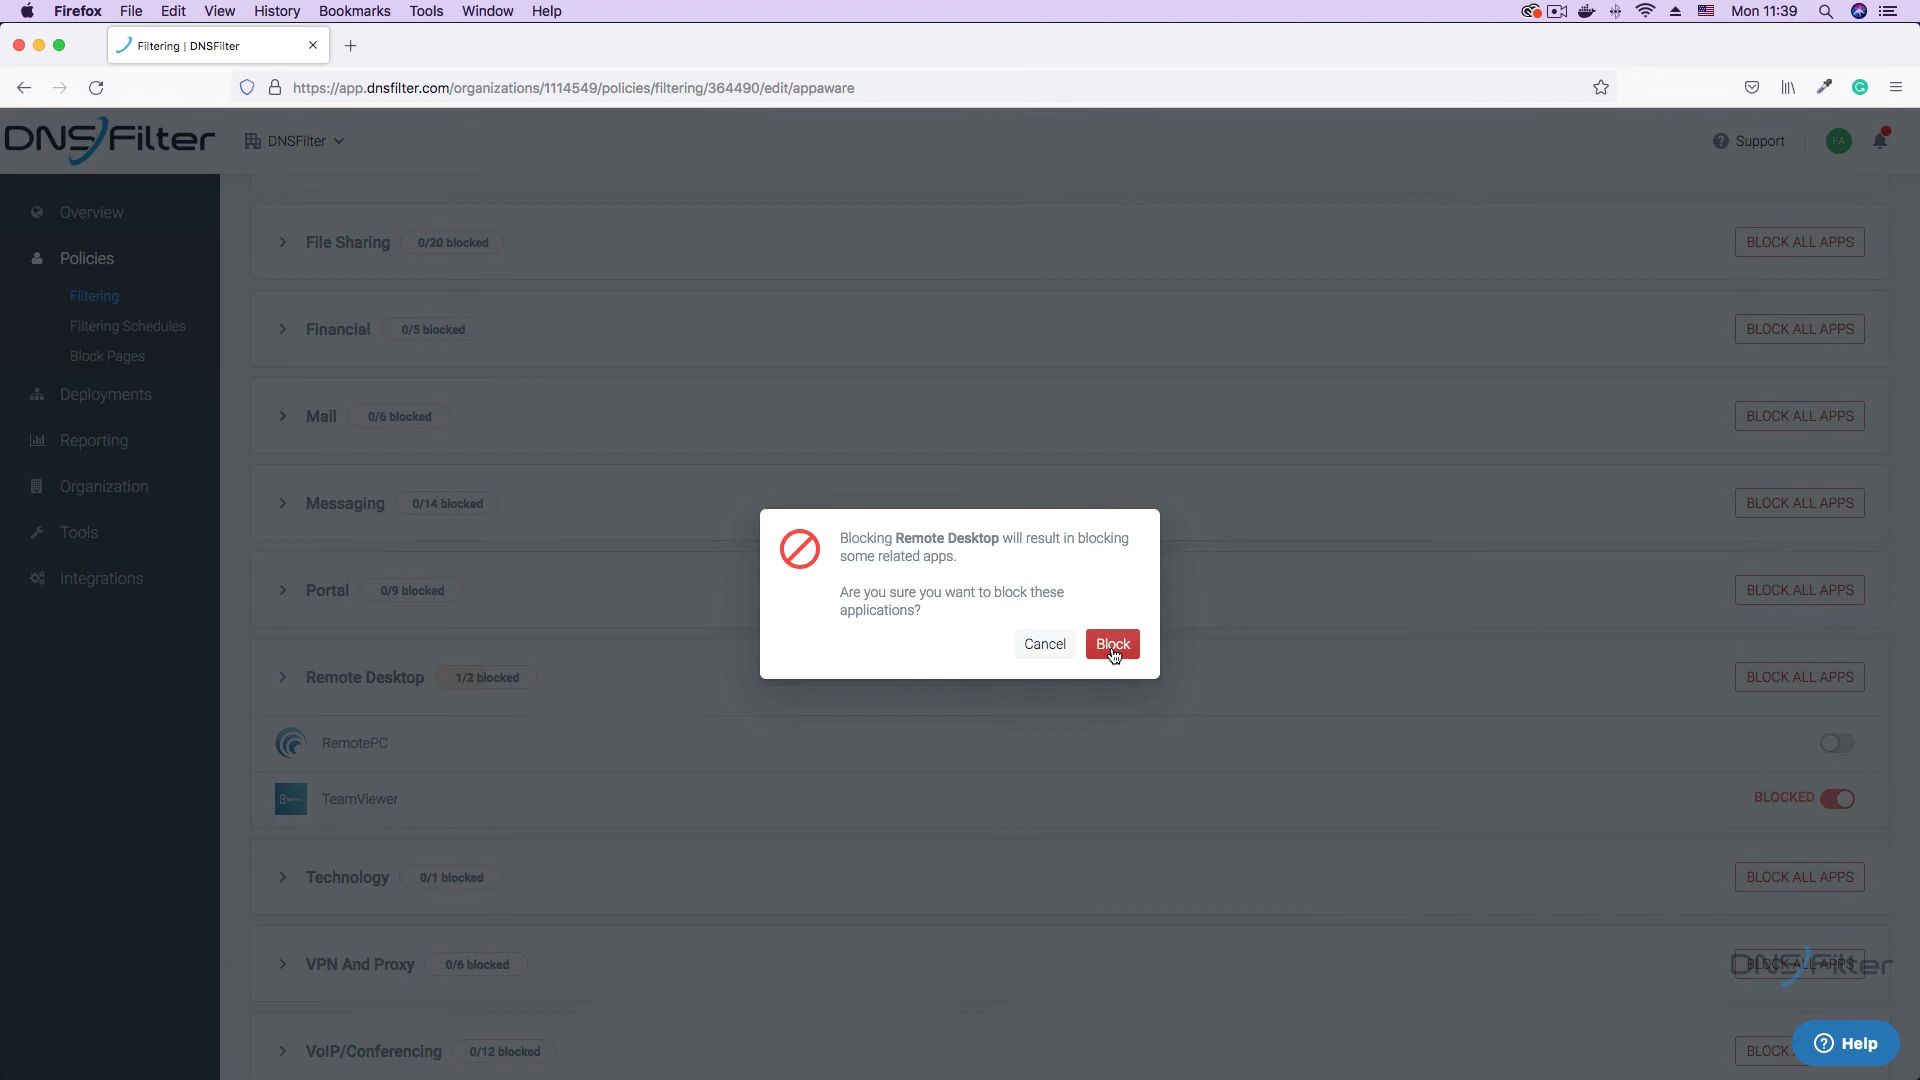 Firefox File Edit View History Bookmarks Tools Window Help Mon 11:39
Filtering | DNSFilter
https://app.dnsfilter.com/organizations/1114549/policies/filtering/364490/edit/appaware
DNSFilter DNSFilter Support FA
Overview
Policies
Filtering
Filtering Schedules
Block Pages
Deployments
Reporting
Organization
Tools
Integrations
File Sharing 0/20 blocked BLOCK ALL APPS
Financial 0/5 blocked BLOCK ALL APPS
Mail 0/6 blocked BLOCK ALL APPS
Messaging 0/14 blocked BLOCK ALL APPS
Portal 0/9 blocked BLOCK ALL APPS
Remote Desktop 1/2 blocked BLOCK ALL APPS
RemotePC
TeamViewer BLOCKED
Technology 0/1 blocked BLOCK ALL APPS
VPN And Proxy 0/6 blocked BLOCK ALL APPS
DNSFilter
VoIP/Conferencing 0/12 blocked BLOCK
Blocking Remote Desktop will result in blocking
some related apps.
Are you sure you want to block these
applications?
Cancel Block
Help